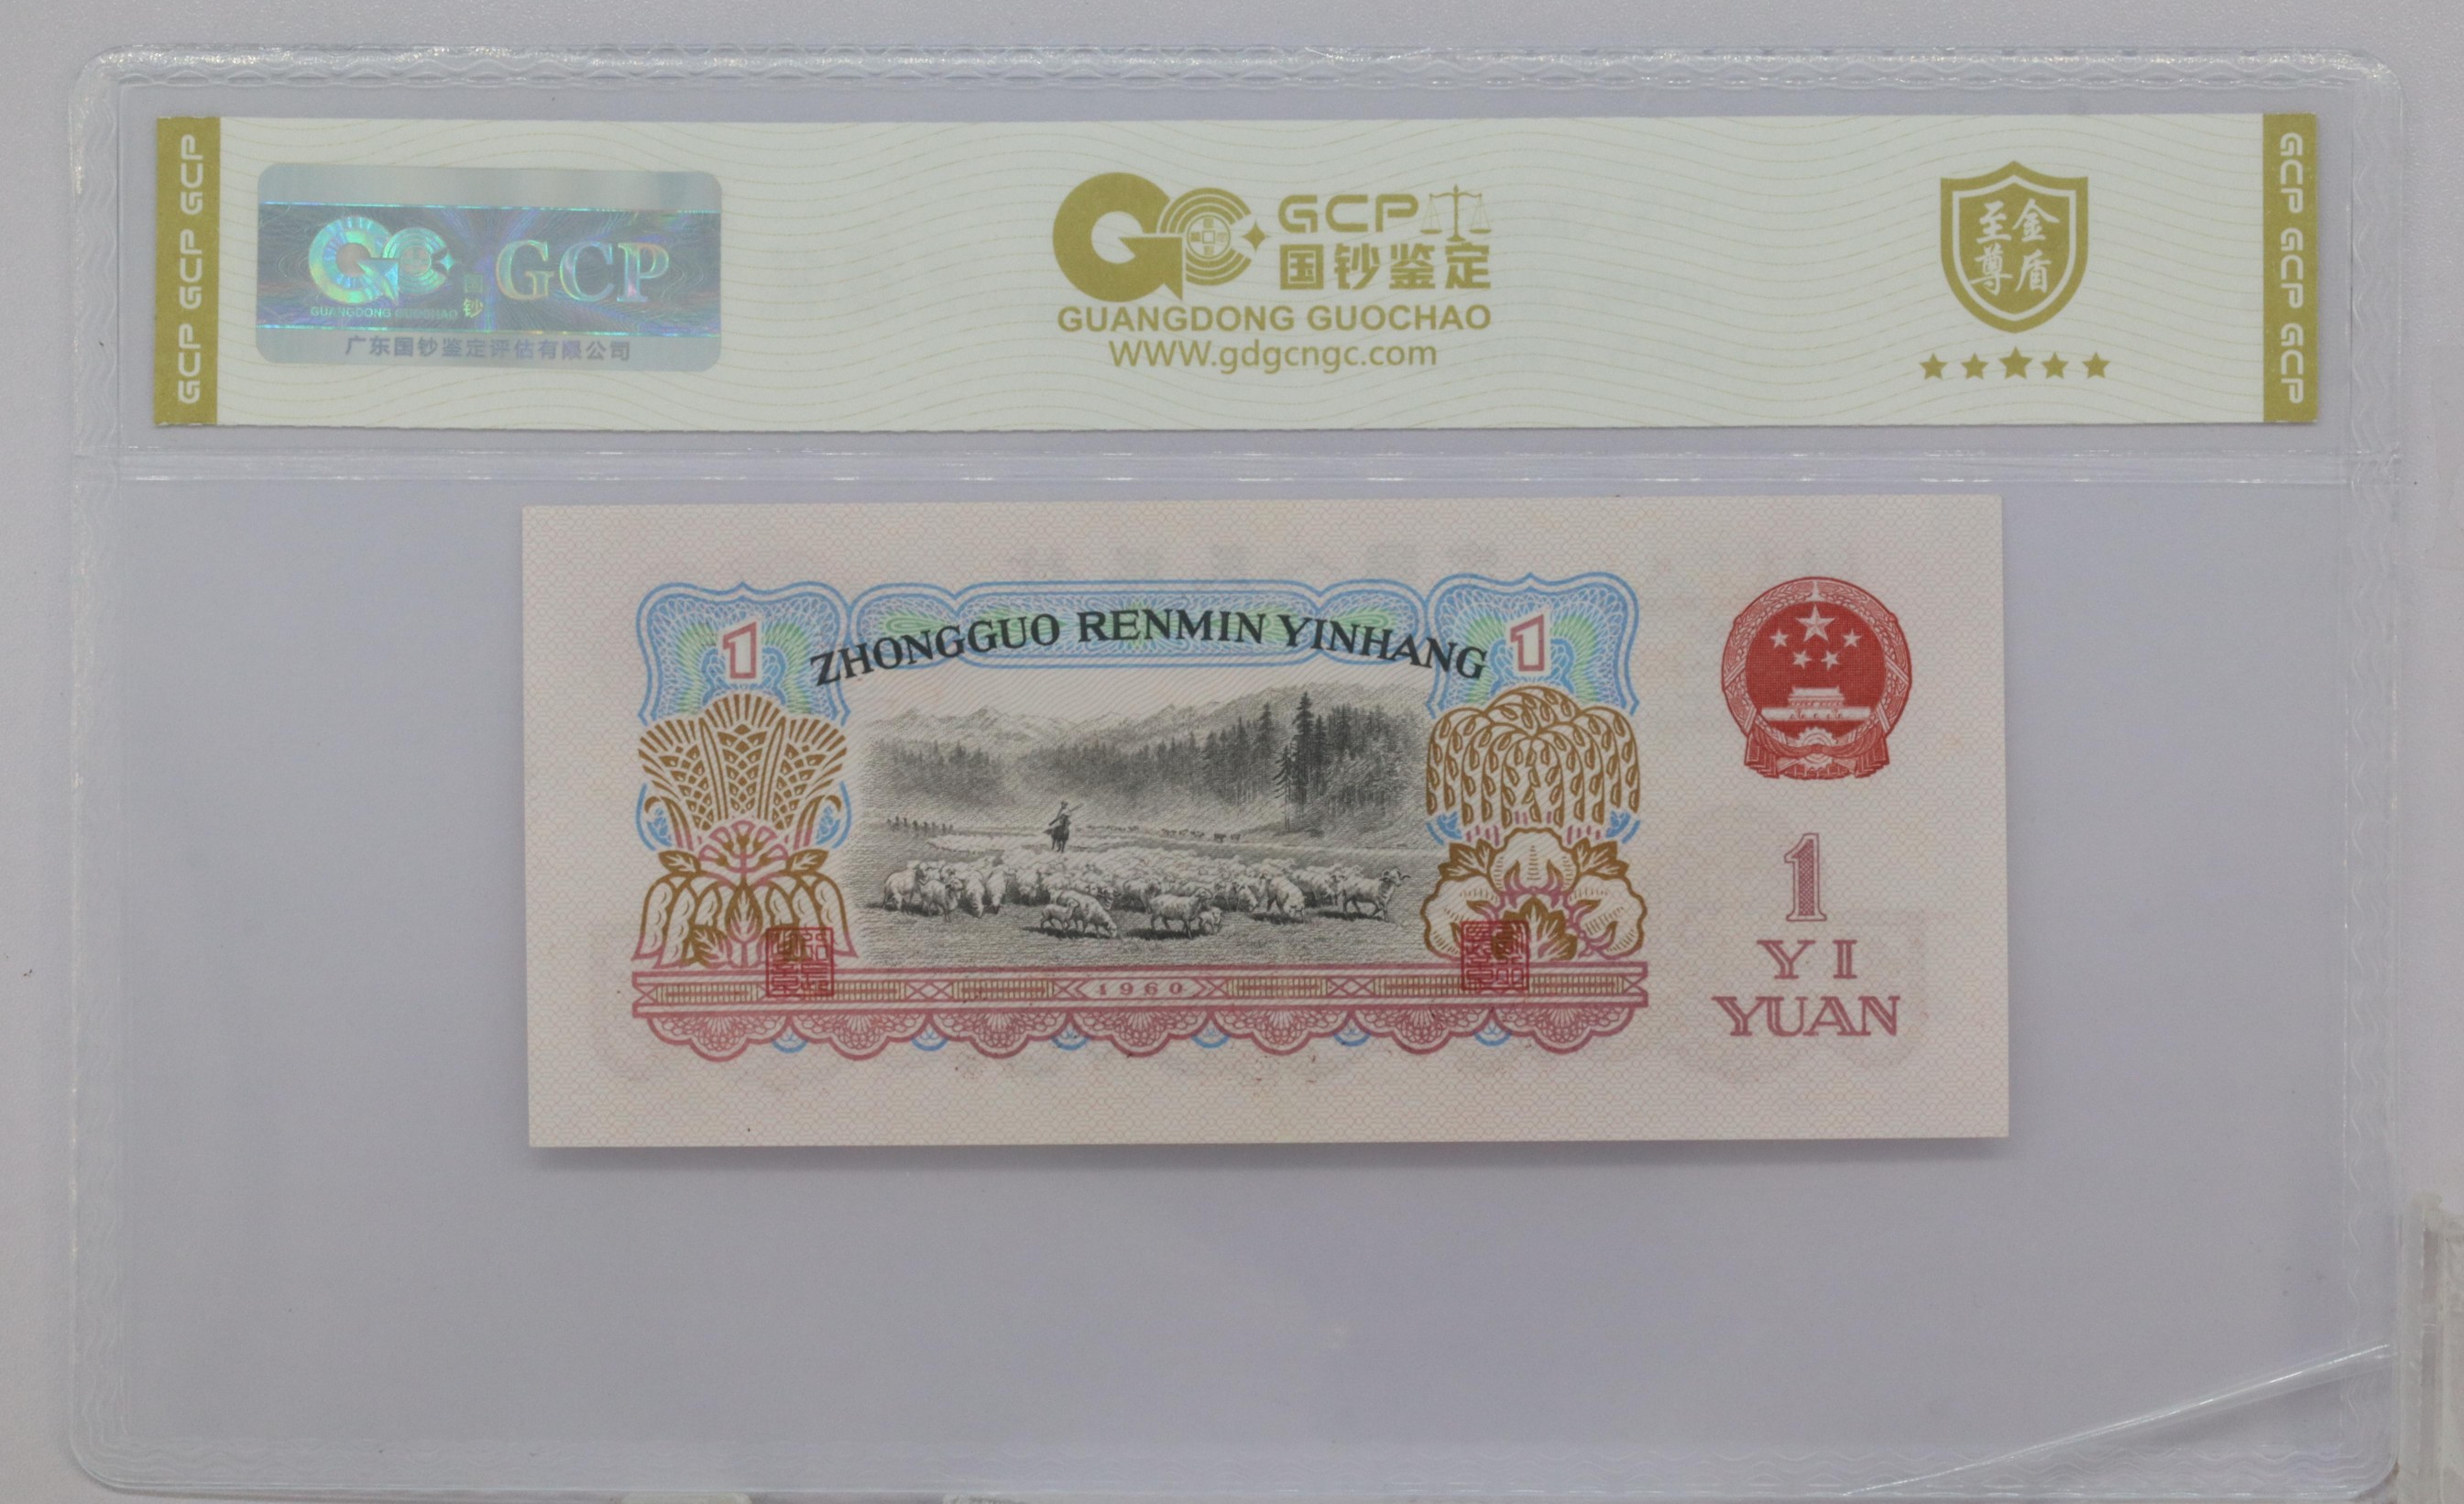 GCP GCP GCP
GUANGDONG GUOCHAO
国钞
GCP
广东国钞鉴定评估有限公司
GCP
国钞鉴定
GUANGDONG GUOCHAO
WWW.gdgcngc.com
至尊
金盾
GCP GCP GCP
1
ZHONGGUO RENMIN YINHANG
1
1960
1
YI
YUAN